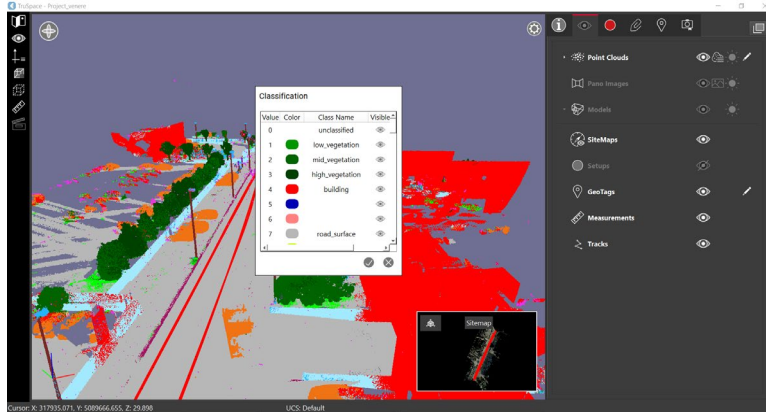 TruSpace - Project_venere
Classification
Value Color Class Name Visible
0 unclassified
1 low_vegetation
2 mid_vegetation
3 high_vegetation
4 building
5
6
7 road_surface
Sitemap
Point Clouds
Pano Images
Models
SiteMaps
Setups
GeoTags
Measurements
Tracks
Cursor: X: 317935.071, Y: 5089666.655, Z: 29.898
UCS: Default